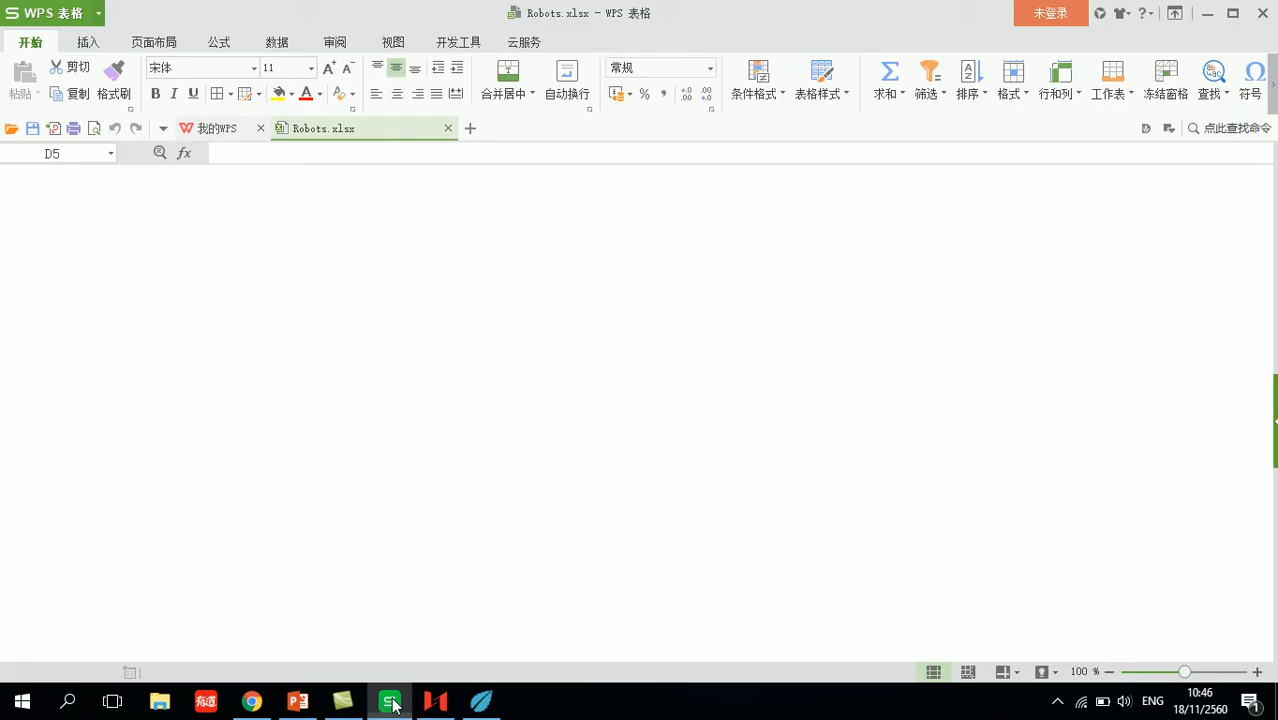 WPS 表格
Robots.xlsx - WPS 表格
未登录
开始 插入 页面布局 公式 数据 审阅 视图 开发工具 云服务
粘贴 剪切 复制 格式刷
宋体 11 A+ A-
B I U A
合并居中 自动换行
常规
% , .0 .00
条件格式 表格样式 求和 筛选 排序 格式 行和列 工作表 冻结窗格 查找 符号
我的WPS Robots.xlsx 点此查找命令
D5 fx
100 %
有道 ENG
10:46
18/11/2560